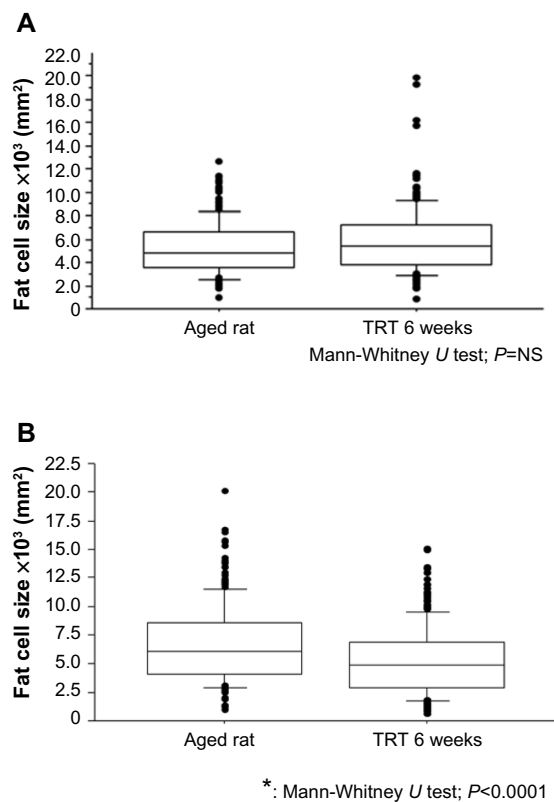 A
Fat cell size ×10³ (mm²)
22.0
20.0
18.0
16.0
14.0
12.0
10.0
8.0
6.0
4.0
2.0
0
Aged rat
TRT 6 weeks
Mann-Whitney U test; P=NS
B
Fat cell size ×10³ (mm²)
22.5
20.0
17.5
15.0
12.5
10.0
7.5
5.0
2.5
0
Aged rat
TRT 6 weeks
*: Mann-Whitney U test; P<0.0001